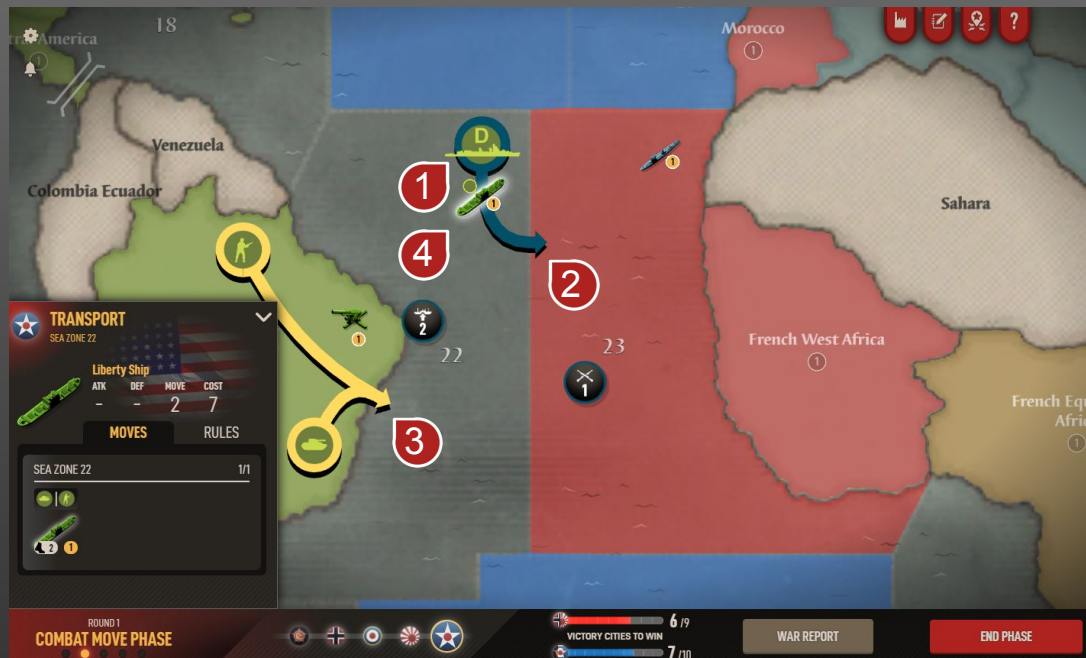 18
Morocco
1
America
1
D
Venezuela
1
1
1
Colombia Ecuador
Sahara
4
2
TRANSPORT
SEA ZONE 22
1
2
22
23
French West Africa
1
Liberty Ship
ATK DEF MOVE COST
- - 2 7
1
French Equ
Afric
1
MOVES RULES
3
SEA ZONE 22 1/1
2 1
ROUND 1
COMBAT MOVE PHASE
6/9
VICTORY CITIES TO WIN
7/10
WAR REPORT
END PHASE
?